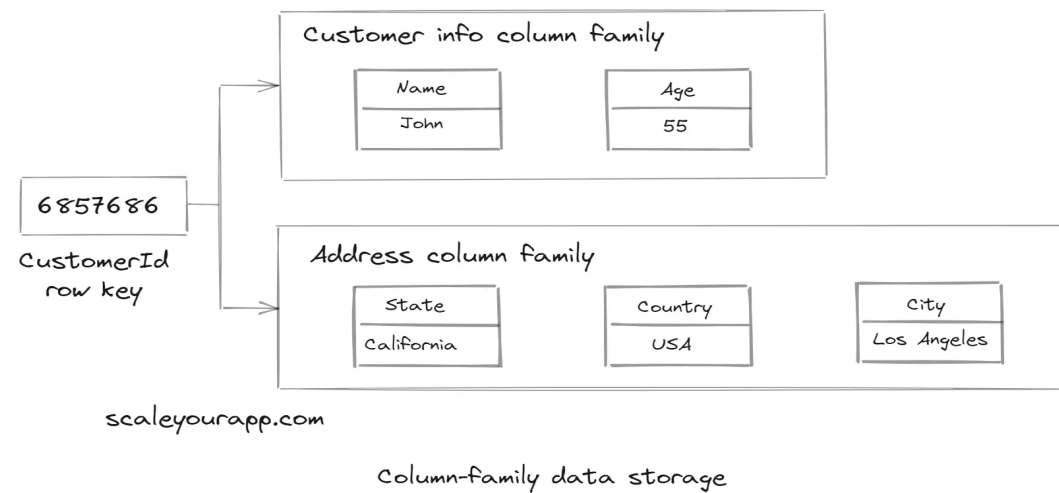 Customer info column family
Name
Age
John
55
6857686
CustomerId
row key
Address column family
State
Country
City
California
USA
Los Angeles
scaleyourapp.com
Column-family data storage